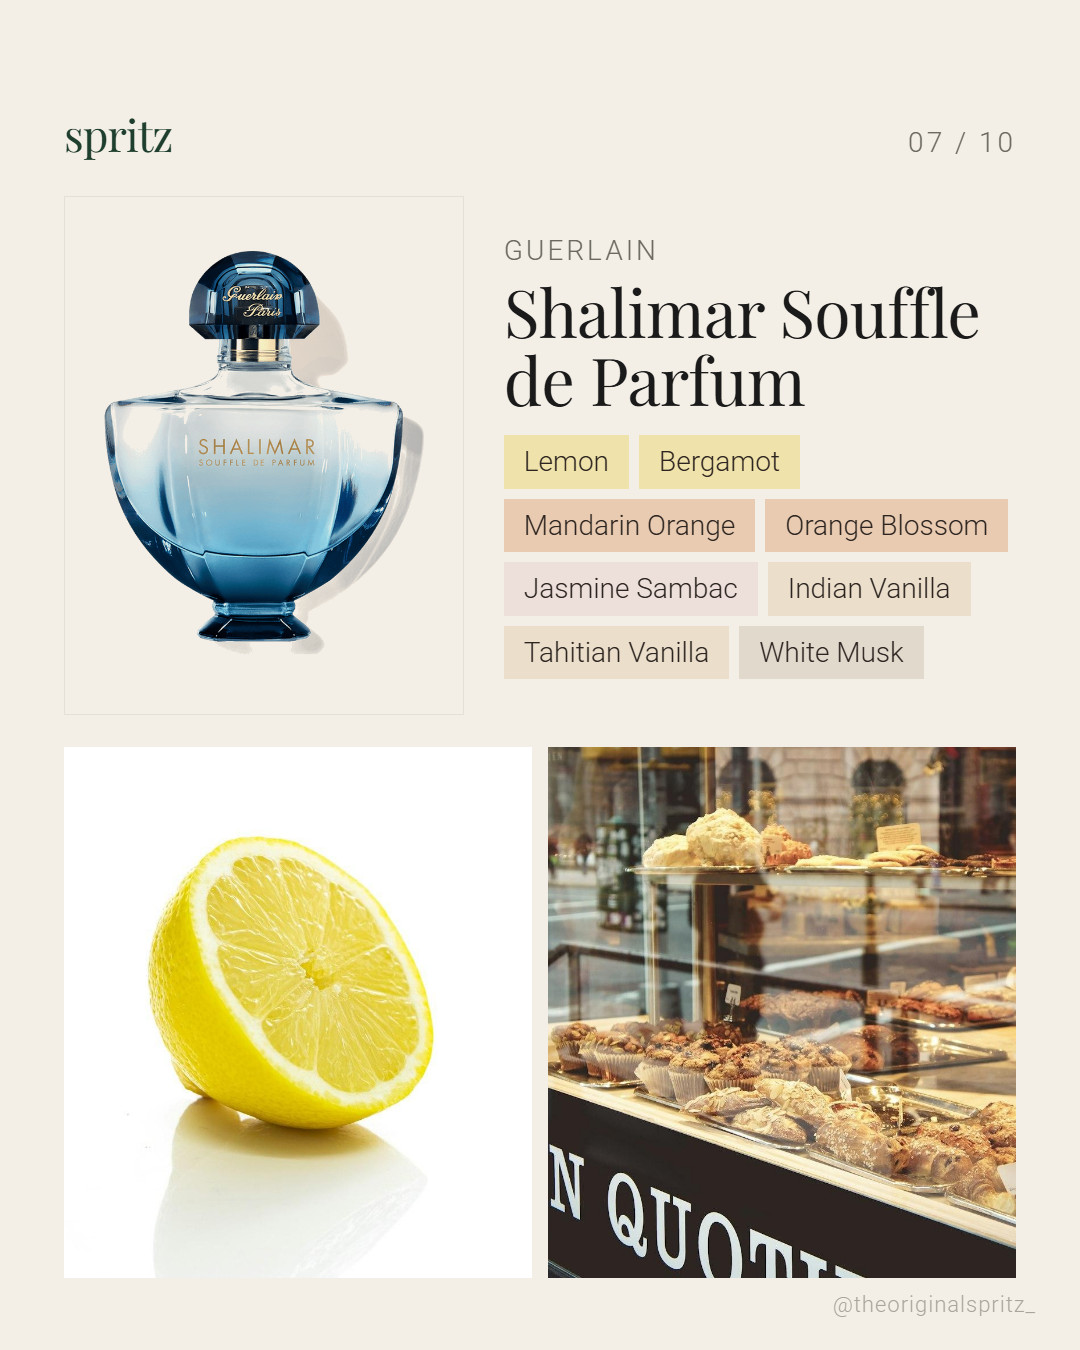 spritz
07 / 10
GUERLAIN
Shalimar Souffle
de Parfum
Guerlain
Paris
SHALIMAR
SOUFFLE DE PARFUM
Lemon
Bergamot
Mandarin Orange
Orange Blossom
Jasmine Sambac
Indian Vanilla
Tahitian Vanilla
White Musk
N QUOTI
@theoriginalspritz_